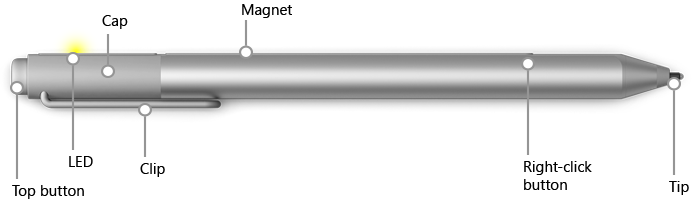 Magnet
Cap
LED
Clip
Top button
Right-click
button
Tip